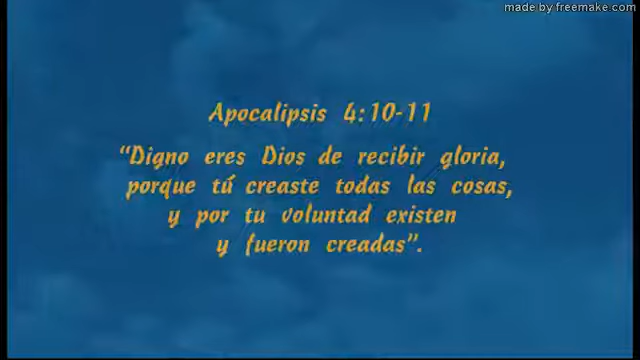 made by freemake.com
Apocalipsis 4:10-11
“Digno eres Dios de recibir gloria,
porque tú creaste todas las cosas,
y por tu voluntad existen
y fueron creadas”.